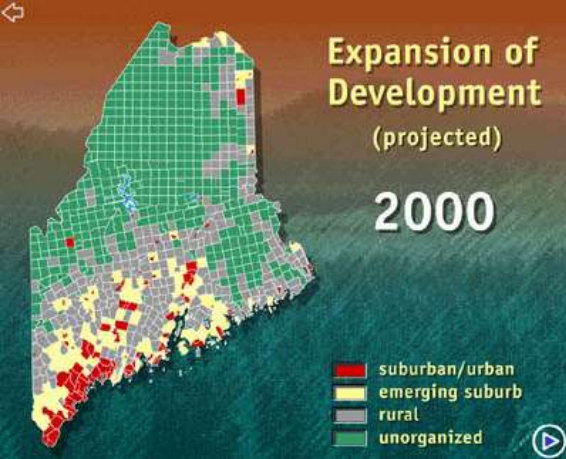 Expansion of
Development
(projected)
2000
suburban/urban
emerging suburb
rural
unorganized